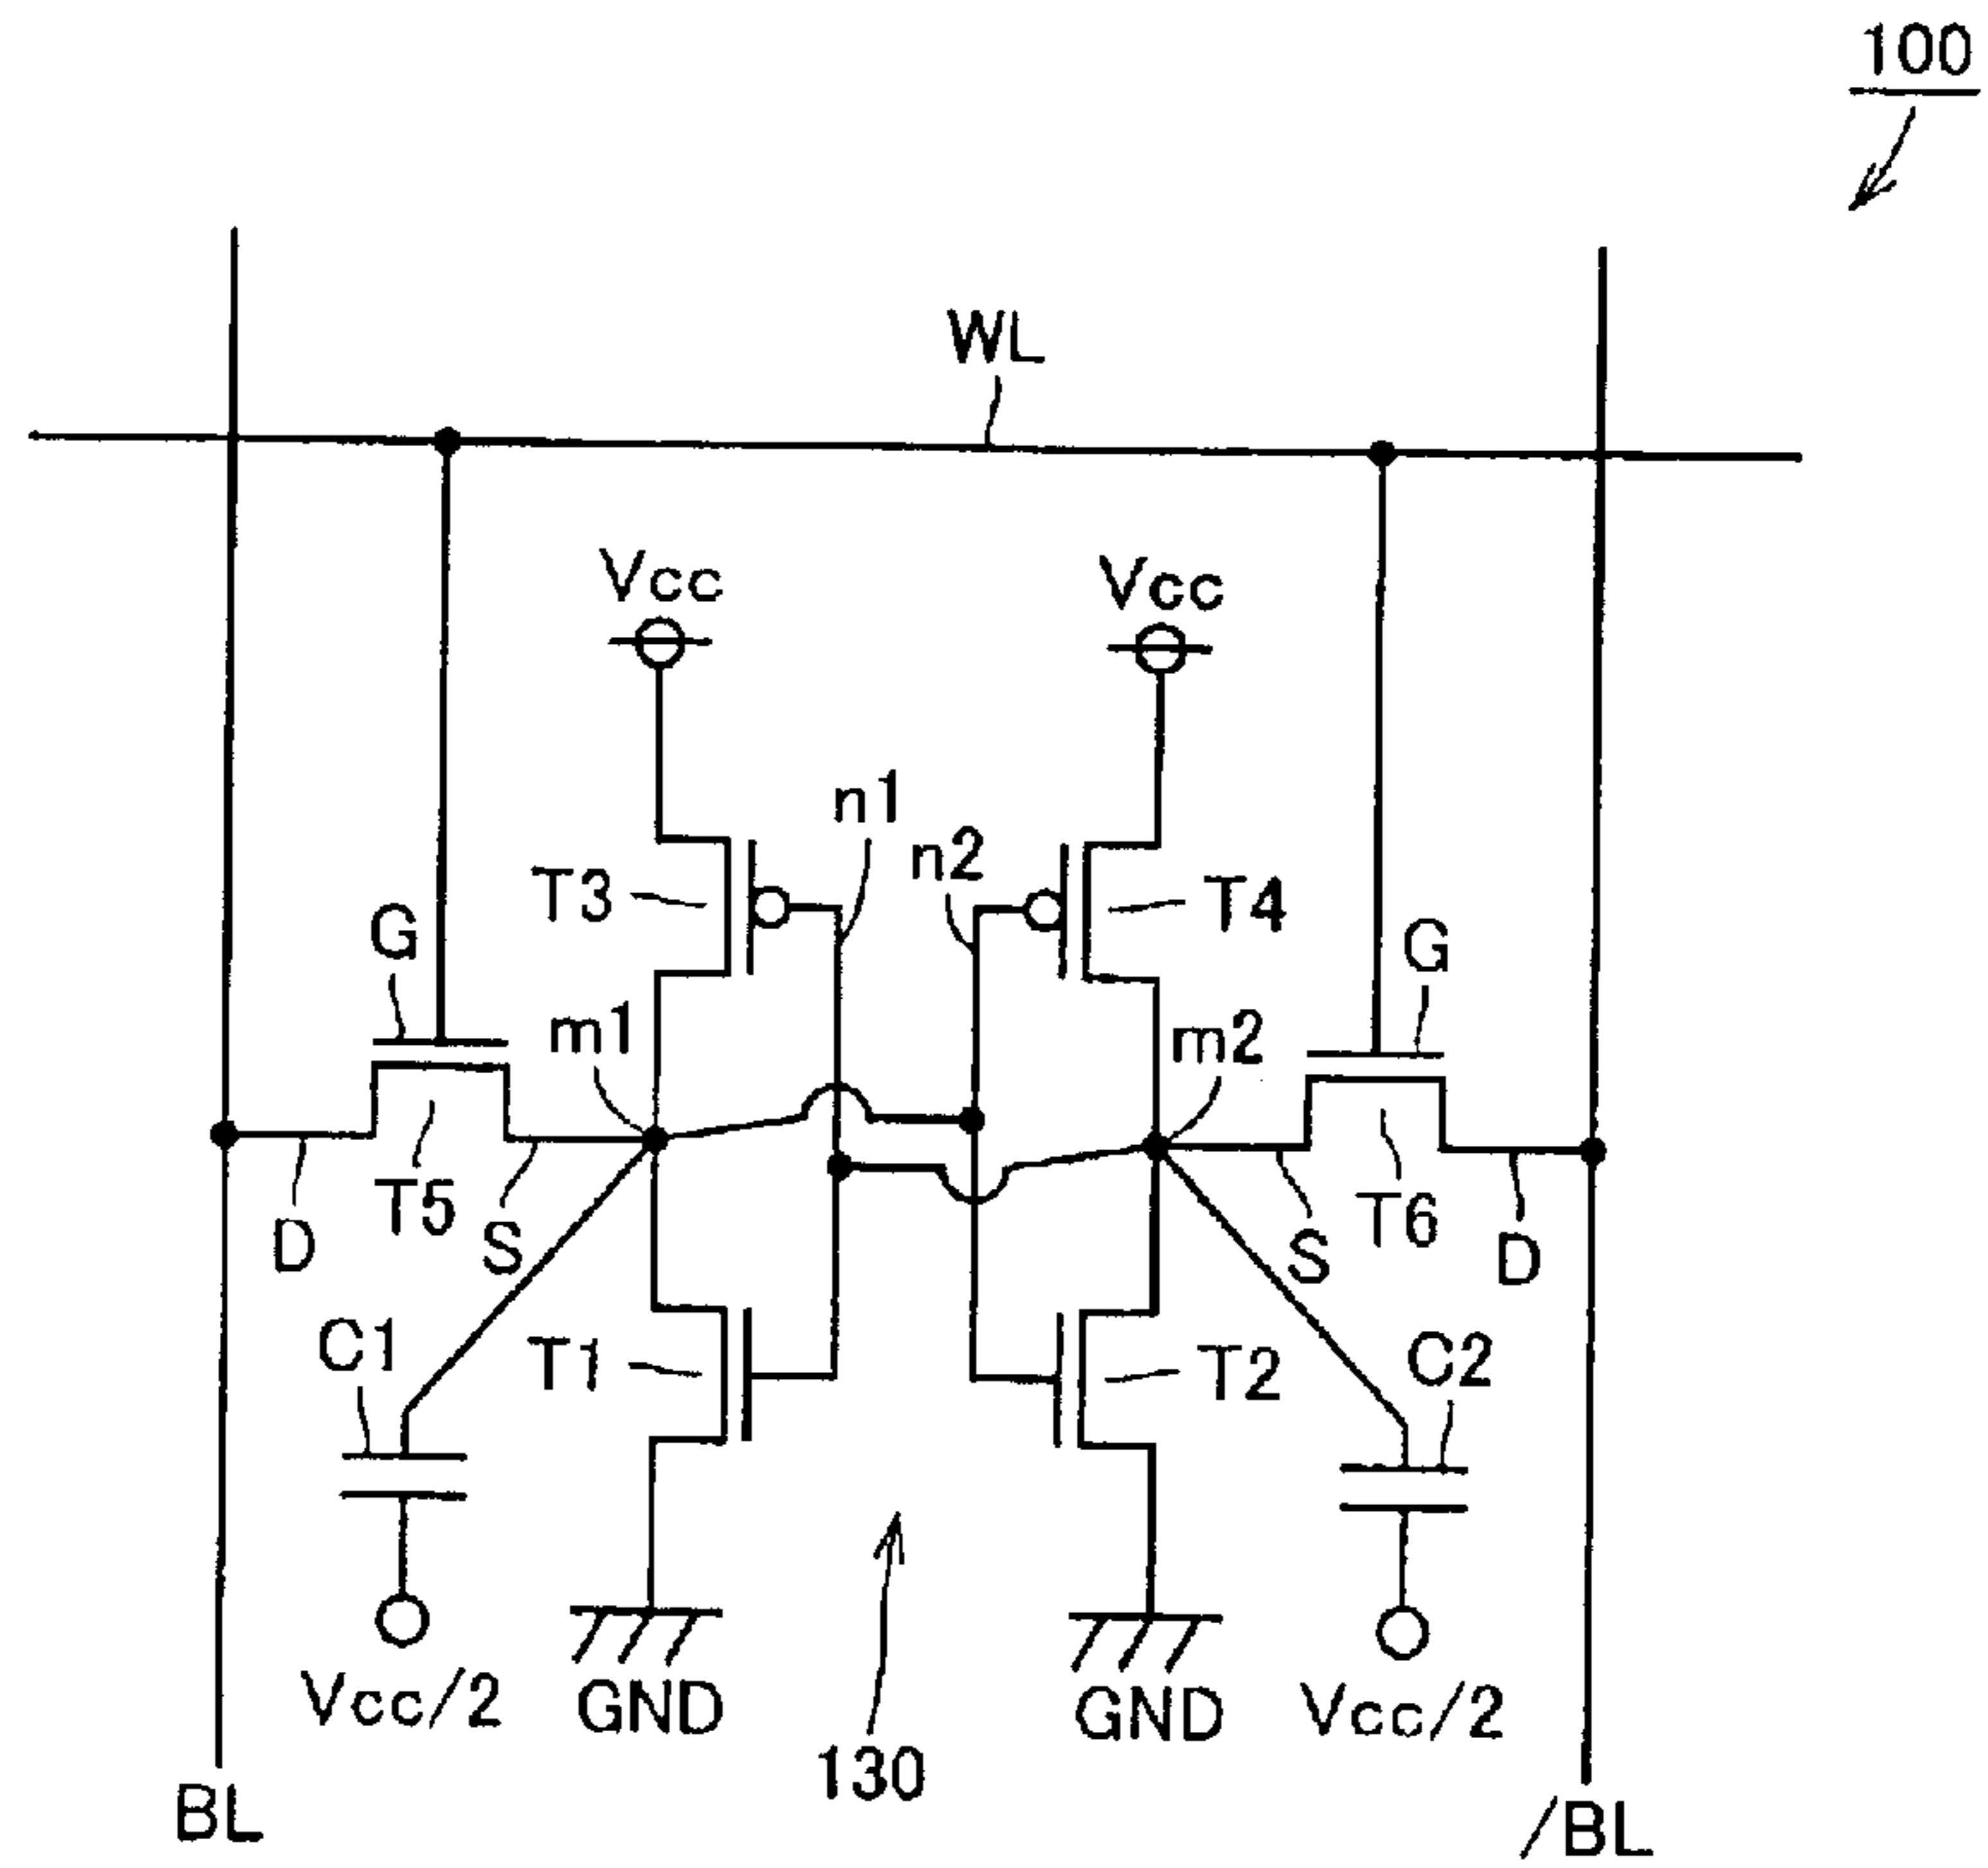 100
WL
Vcc
Vcc
n1
n2
T3
T4
G
G
m1
m2
T5
T6
D
S
S
D
C1
T1
T2
C2
Vcc/2
GND
GND
Vcc/2
130
BL
/BL